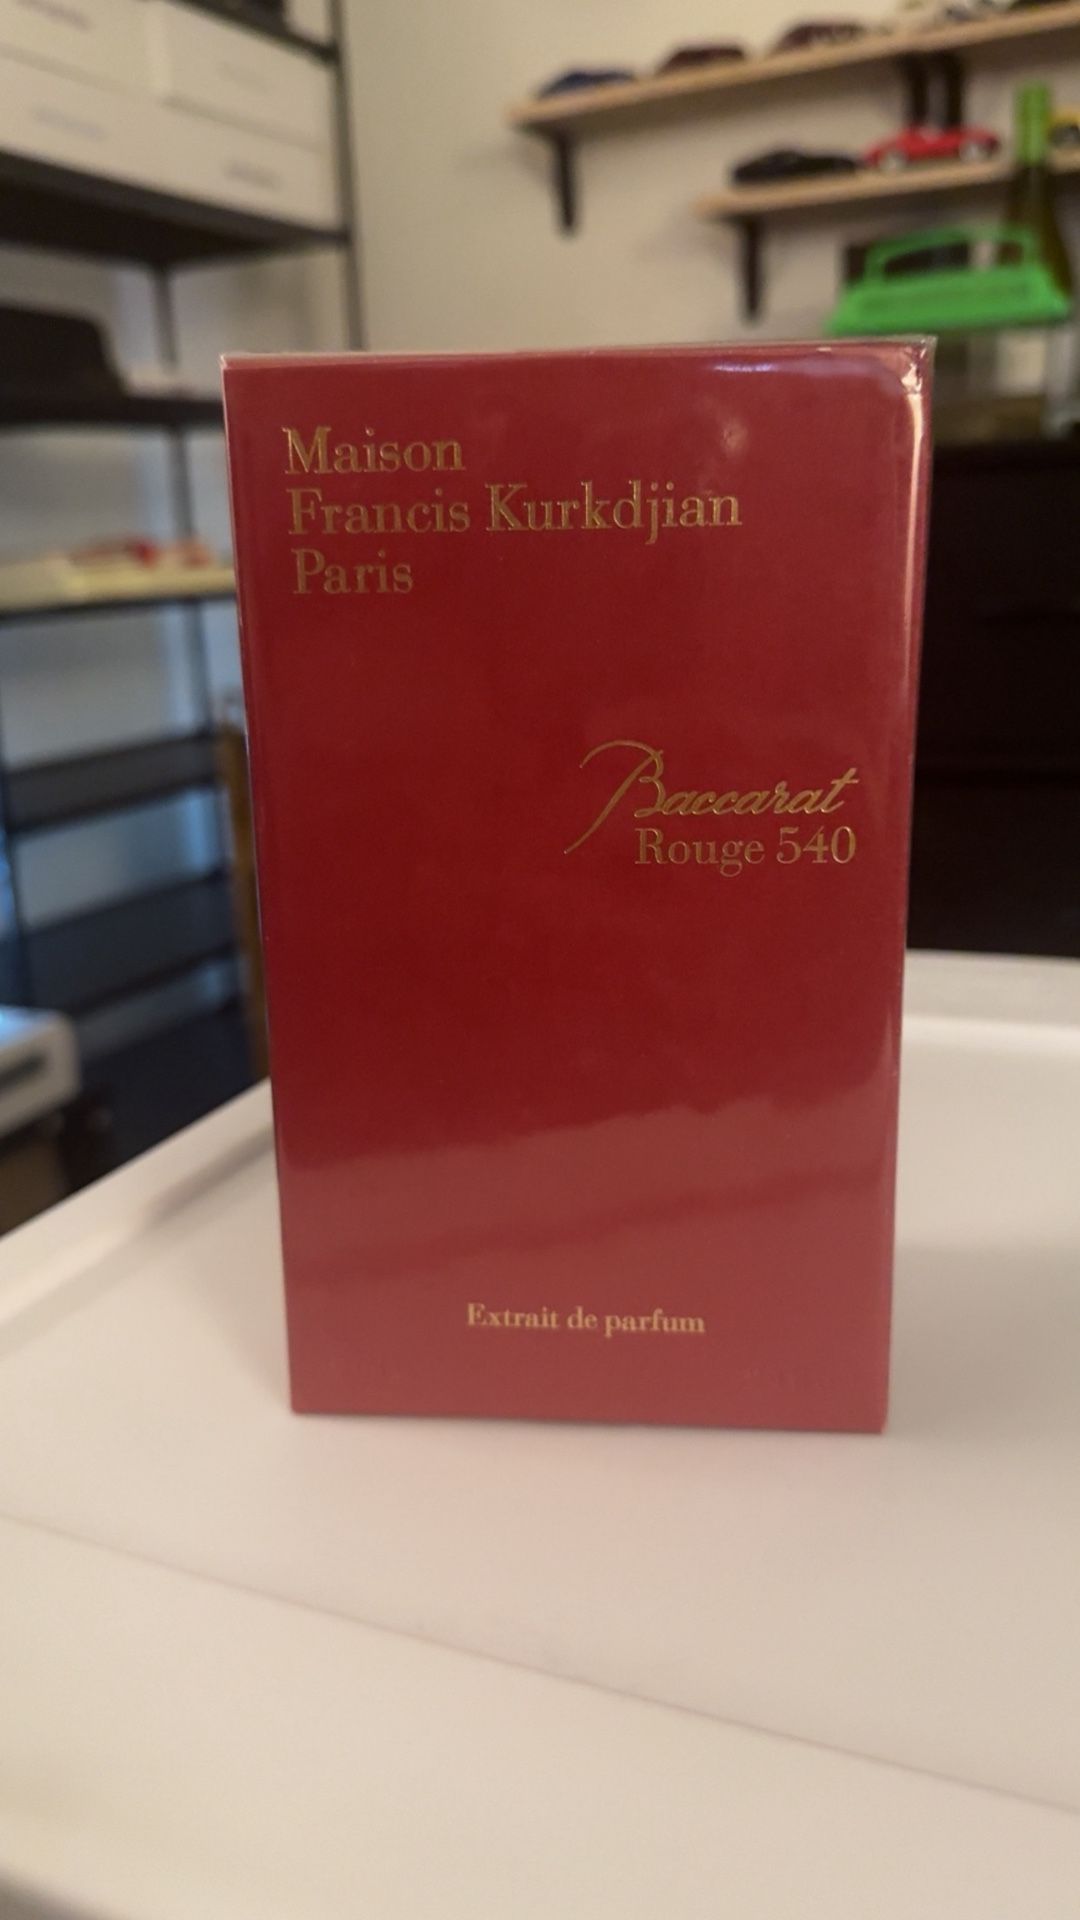 Maison
Francis Kurkdjian
Paris
Baccarat
Rouge 540
Extrait de parfum